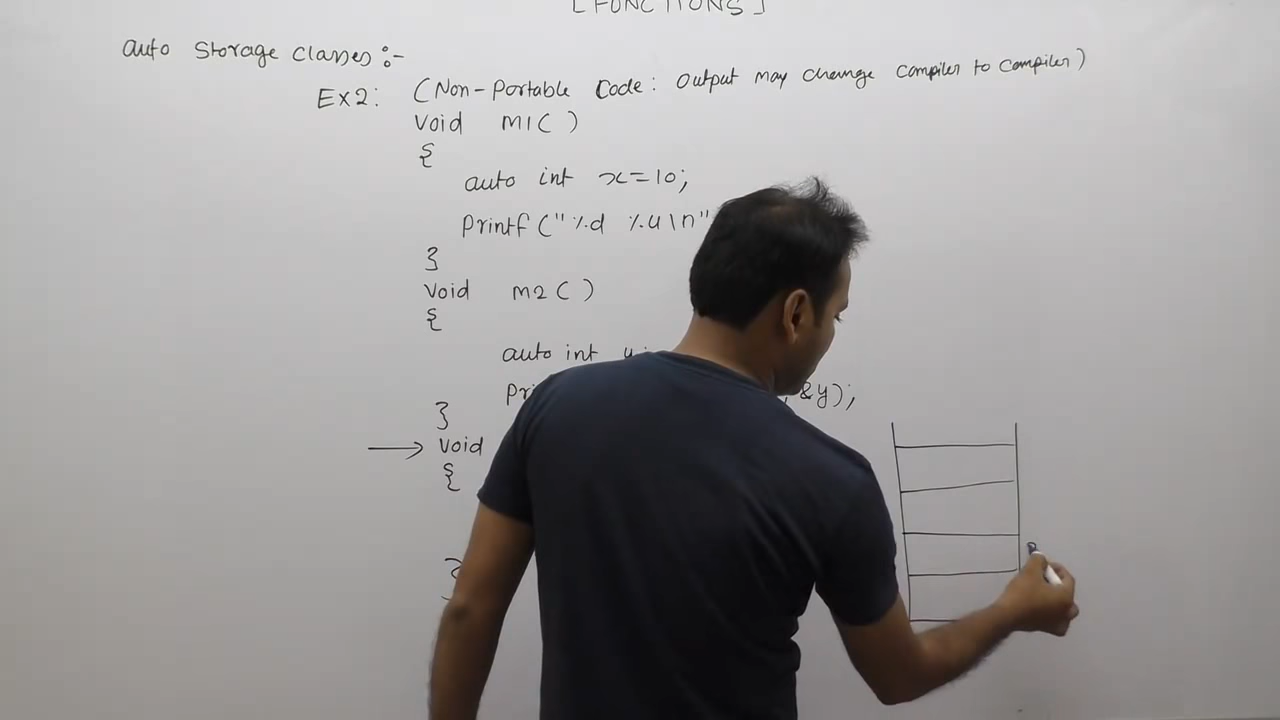 [ FUNCTIONS ]
auto Storage Classes :-
Ex2: (Non-Portable Code: Output may change compiler to compiler)
void m1( )
{
auto int x=10;
Printf ("%d %u\n"
}
void m2( )
{
auto int y
Pri , &y);
}
void
{
}